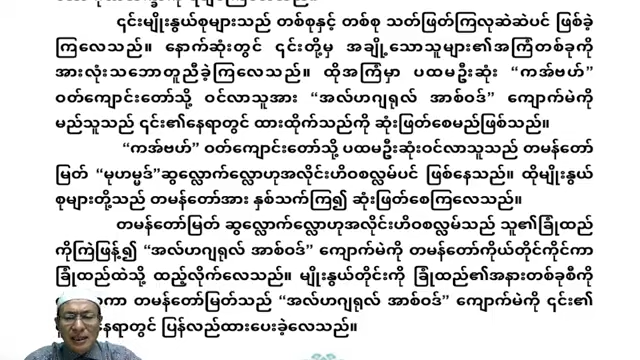 ၎င်းမျိုးနွယ်စုများသည် တစ်စုနှင့် တစ်စု သတ်ဖြတ်ကြလုဆဲဆဲပင် ဖြစ်ခဲ့
ကြလေသည်။ နောက်ဆုံးတွင် ၎င်းတို့မှ အချို့သောသူများ၏အကြံတစ်ခုကို
အားလုံးသဘောတူညီခဲ့ကြလေသည်။ ထိုအကြံမှာ ပထမဦးဆုံး “ကအ်ဗဟ်”
ဝတ်ကျောင်းတော်သို့ ဝင်လာသူအား “အလ်ဟဂျရုလ် အာစ်ဝဒ်” ကျောက်မဲကို
မည်သူသည် ၎င်း၏နေရာတွင် ထားထိုက်သည်ကို ဆုံးဖြတ်စေမည်ဖြစ်သည်။
“ကအ်ဗဟ်” ဝတ်ကျောင်းတော်သို့ ပထမဦးဆုံးဝင်လာသူသည် တမန်တော်
မြတ် “မုဟမ္မဒ်”ဆွလ္လောက်လ္လောဟုအလိုင်းဟိဝစလ္လမ်ပင် ဖြစ်နေသည်။ ထိုမျိုးနွယ်
စုများတို့သည် တမန်တော်အား နှစ်သက်ကြ၍ ဆုံးဖြတ်စေကြလေသည်။
တမန်တော်မြတ် ဆွလ္လောက်လ္လောဟုအလိုင်းဟိဝစလ္လမ်သည် သူ၏ခြုံထည်
ကိုကြဲဖြန့်၍ “အလ်ဟဂျရုလ် အာစ်ဝဒ်” ကျောက်မဲကို တမန်တော်ကိုယ်တိုင်ကိုင်ကာ
ခြုံထည်ထဲသို့ ထည့်လိုက်လေသည်။ မျိုးနွယ်တိုင်းကို ခြုံထည်၏အနားတစ်ခုစီကို
တမန်တော်မြတ်သည် “အလ်ဟဂျရုလ် အာစ်ဝဒ်” ကျောက်မဲကို ၎င်း၏
ပြန်လည်ထားပေးခဲ့လေသည်။